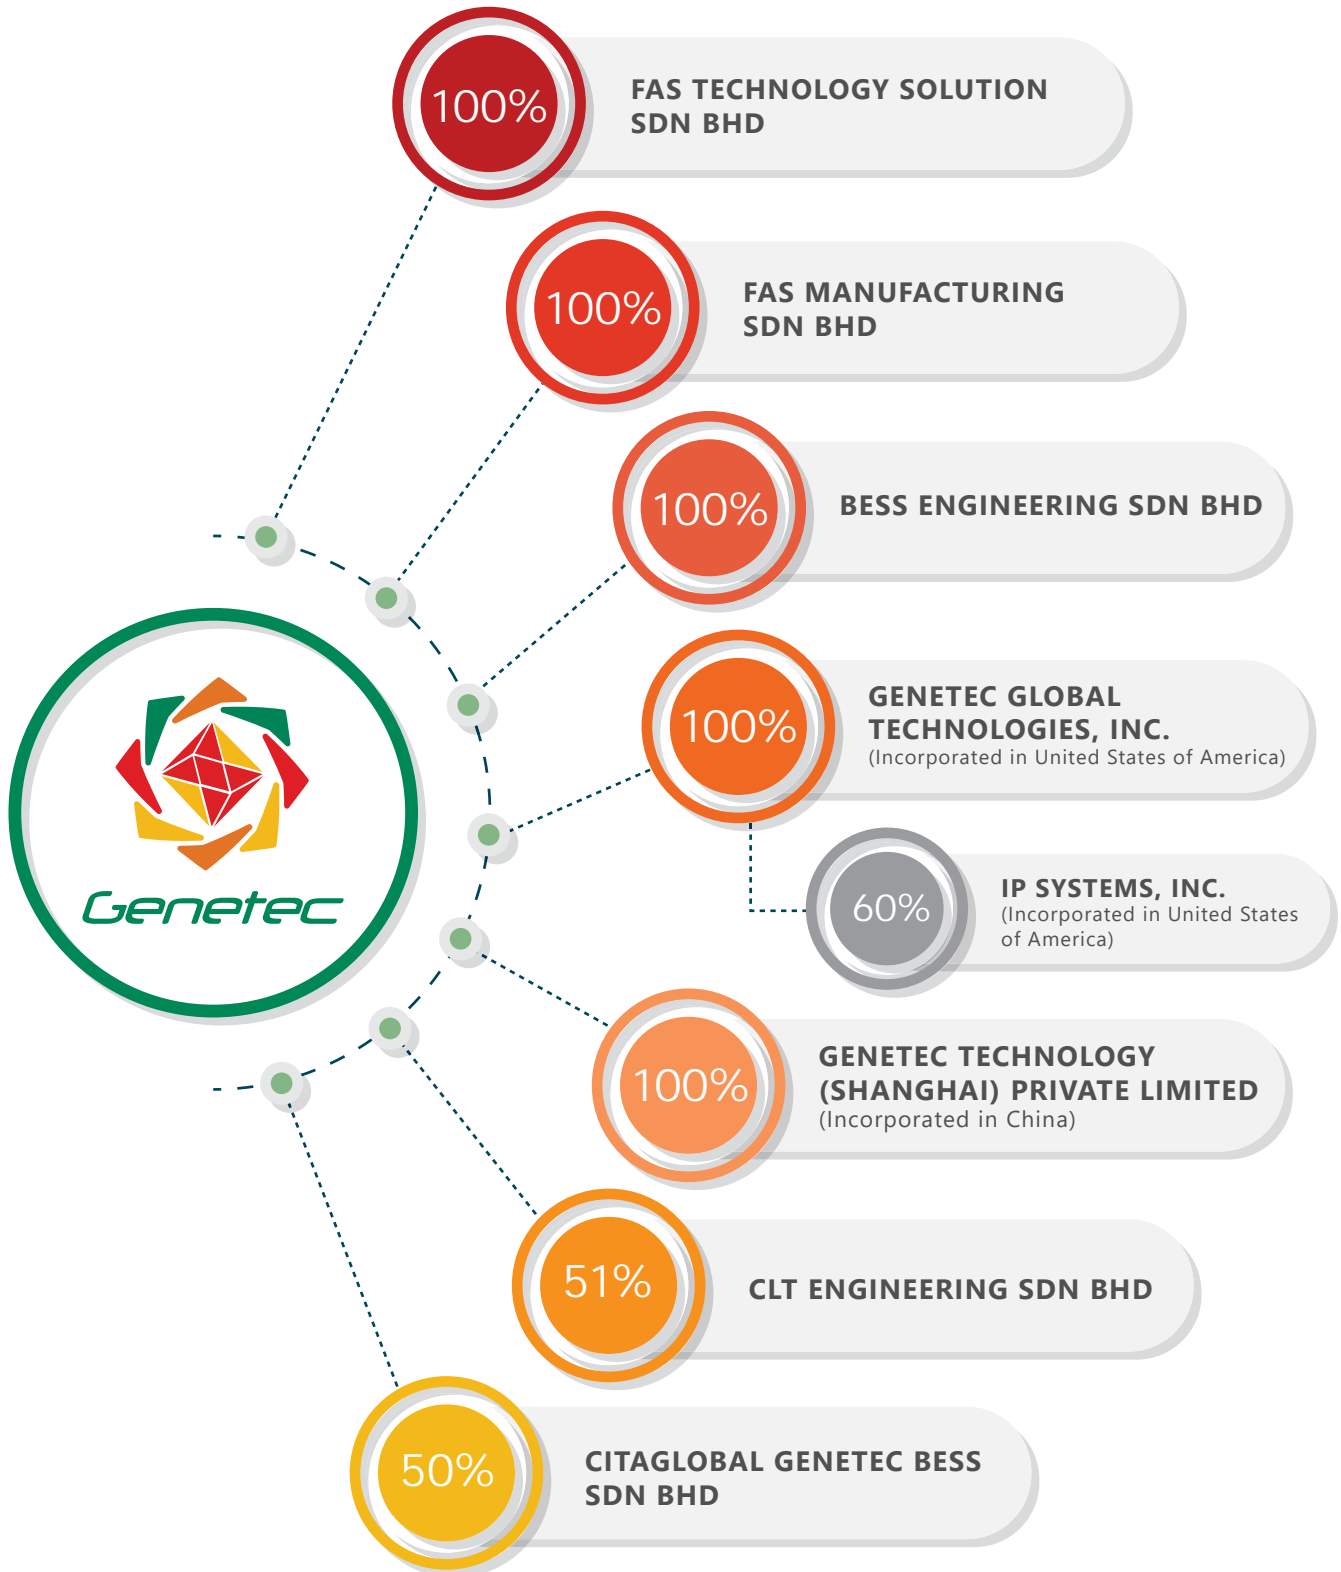 100%
FAS TECHNOLOGY SOLUTION
SDN BHD
100%
FAS MANUFACTURING
SDN BHD
100%
BESS ENGINEERING SDN BHD
100%
GENETEC GLOBAL
TECHNOLOGIES, INC.
(Incorporated in United States of America)
60%
IP SYSTEMS, INC.
(Incorporated in United States
of America)
Genetec
100%
GENETEC TECHNOLOGY
(SHANGHAI) PRIVATE LIMITED
(Incorporated in China)
51%
CLT ENGINEERING SDN BHD
50%
CITAGLOBAL GENETEC BESS
SDN BHD